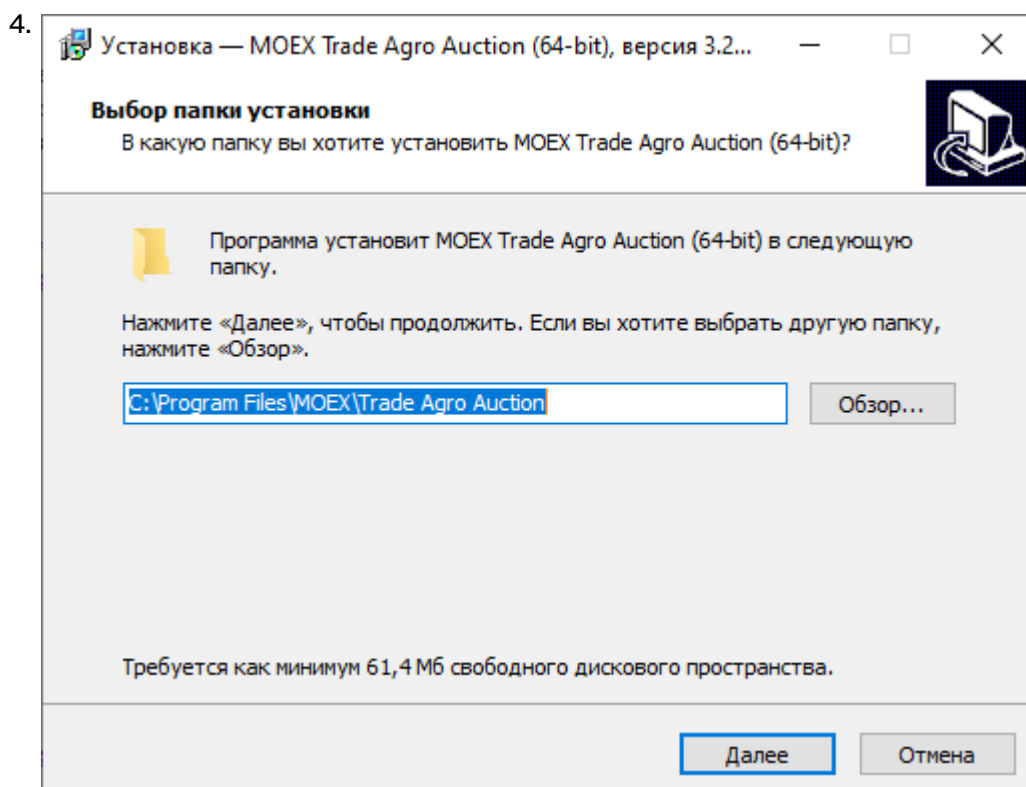 4.
Установка — MOEX Trade Agro Auction (64-bit), версия 3.2...
Выбор папки установки
В какую папку вы хотите установить MOEX Trade Agro Auction (64-bit)?
Программа установит MOEX Trade Agro Auction (64-bit) в следующую
папку.
Нажмите «Далее», чтобы продолжить. Если вы хотите выбрать другую папку,
нажмите «Обзор».
C:\Program Files\MOEX\Trade Agro Auction
Обзор...
Требуется как минимум 61,4 Мб свободного дискового пространства.
Далее
Отмена